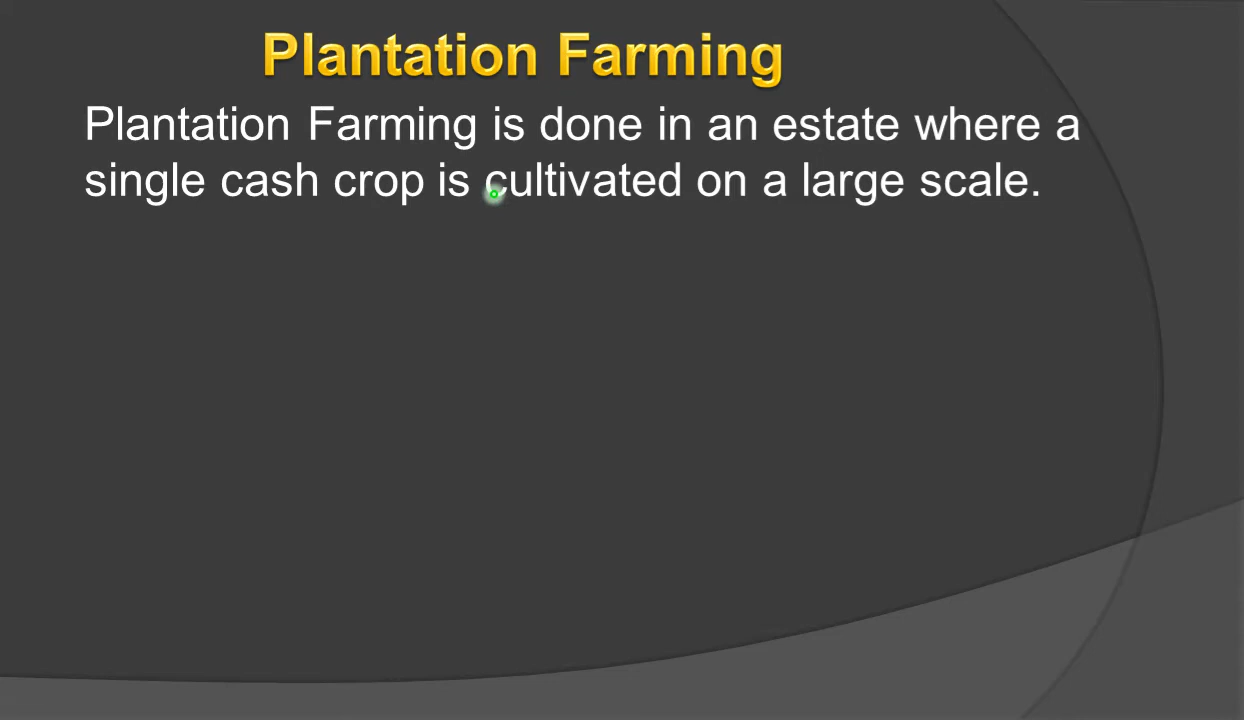 Plantation Farming
Plantation Farming is done in an estate where a
single cash crop is cultivated on a large scale.